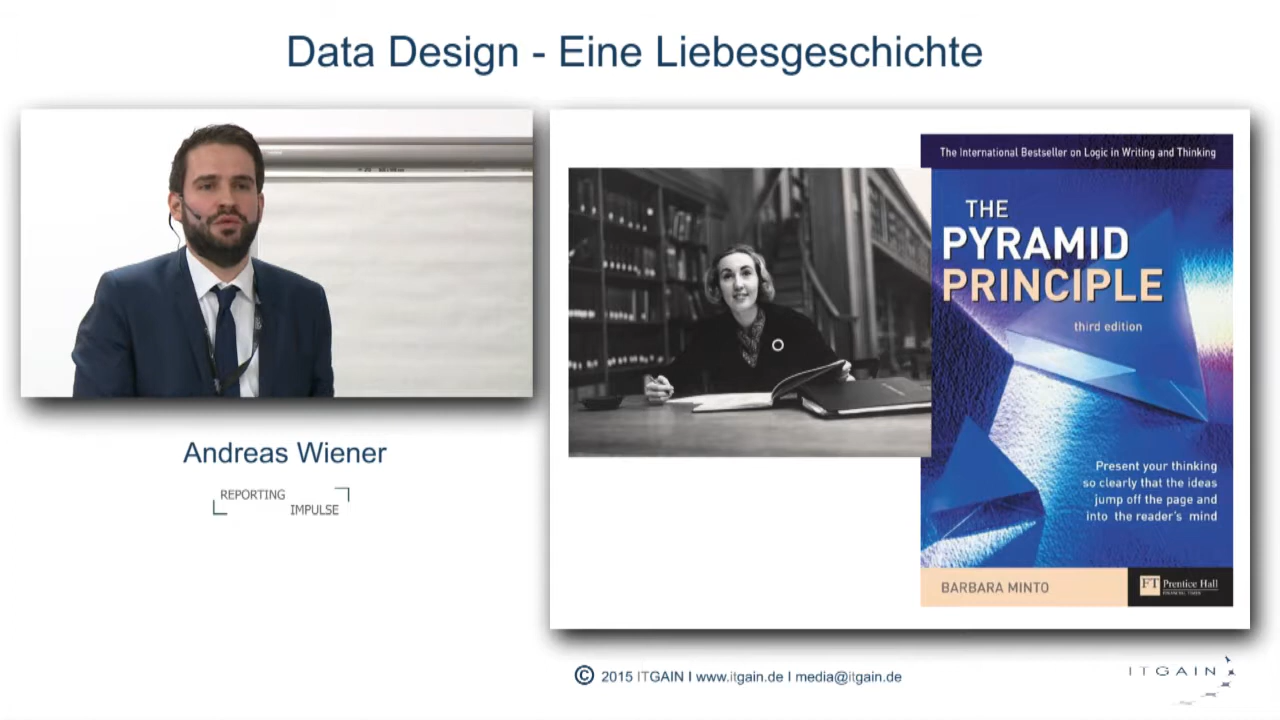 Data Design - Eine Liebesgeschichte
Andreas Wiener
REPORTING
IMPULSE
The International Bestseller on Logic in Writing and Thinking
THE
PYRAMID
PRINCIPLE
third edition
Present your thinking
so clearly that the ideas
jump off the page and
into the reader's mind
BARBARA MINTO
FT Prentice Hall
FINANCIAL TIMES
© 2015 ITGAIN I www.itgain.de I media@itgain.de
ITGAIN